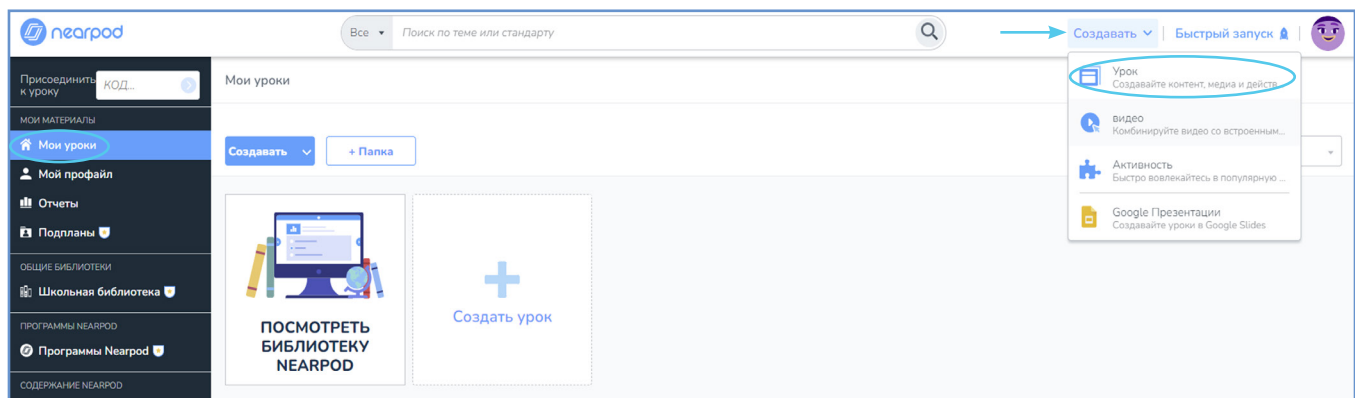 nearpod
Все
Поиск по теме или стандарту
Создавать
Быстрый запуск
Присоединить
к уроку
КОД...
МОИ МАТЕРИАЛЫ
Мои уроки
Мой профайл
Отчеты
Подпланы
ОБЩИЕ БИБЛИОТЕКИ
Школьная библиотека
ПРОГРАММЫ NEARPOD
Программы Nearpod
СОДЕРЖАНИЕ NEARPOD
Мои уроки
Создавать
+ Папка
ПОСМОТРЕТЬ
БИБЛИОТЕКУ
NEARPOD
Создать урок
Урок
Создавайте контент, медиа и действ...
видео
Комбинируйте видео со встроенным...
Активность
Быстро вовлекайтесь в популярную ...
Google Презентации
Создавайте уроки в Google Slides